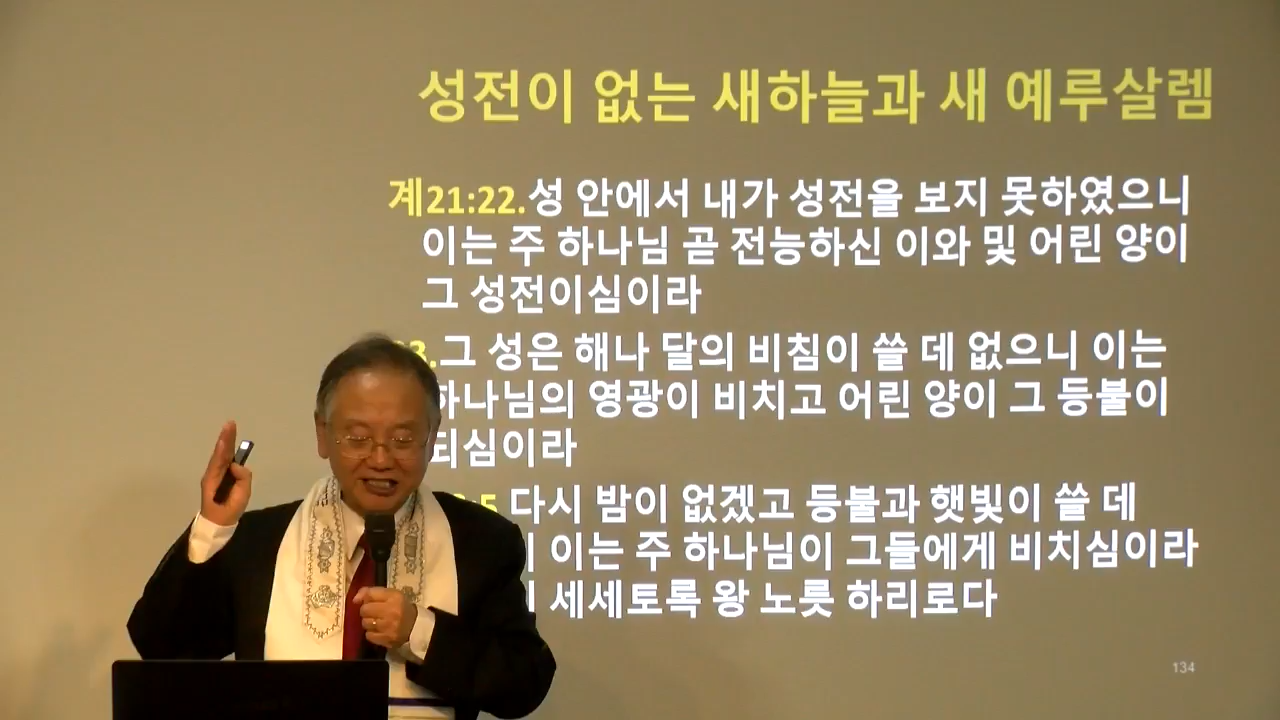 성전이 없는 새하늘과 새 예루살렘
계21:22.성 안에서 내가 성전을 보지 못하였으니
이는 주 하나님 곧 전능하신 이와 및 어린 양이
그 성전이심이라
3.그 성은 해나 달의 비침이 쓸 데 없으니 이는
하나님의 영광이 비치고 어린 양이 그 등불이
되심이라
:5 다시 밤이 없겠고 등불과 햇빛이 쓸 데
이는 주 하나님이 그들에게 비치심이라
세세토록 왕 노릇 하리로다
134